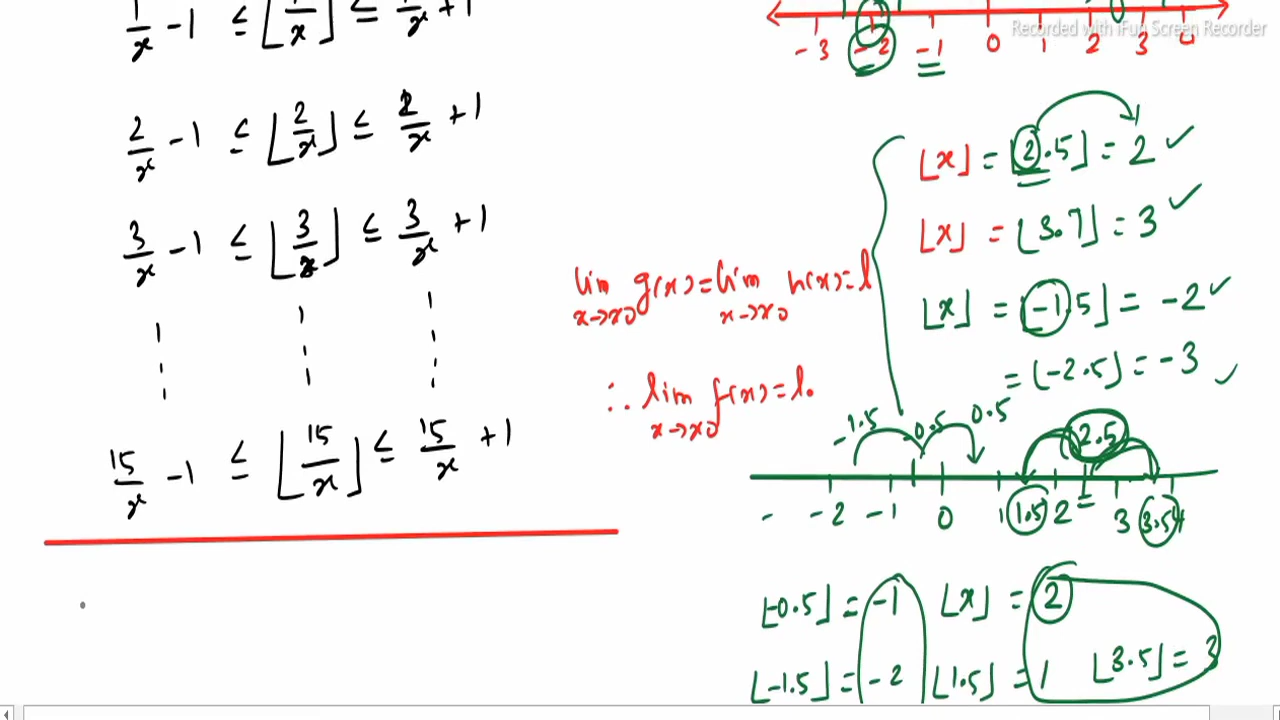 1/x - 1 ≤ ⌊1/x⌋ ≤ 1/x + 1
2/x - 1 ≤ ⌊2/x⌋ ≤ 2/x + 1
3/x - 1 ≤ ⌊3/x⌋ ≤ 3/x + 1
15/x - 1 ≤ ⌊15/x⌋ ≤ 15/x + 1
lim x→x0 g(x) = lim x→x0 h(x) = l
∴ lim x→x0 f(x) = l.
-3 -2 -1 0 1 2 3 4
Recorded with iFun Screen Recorder
⌊x⌋ = ⌊2.5⌋ = 2 ✓
⌊x⌋ = ⌊3.7⌋ = 3 ✓
⌊x⌋ = ⌊-1.5⌋ = -2 ✓
= ⌊-2.5⌋ = -3 ✓
-1.5 -0.5 0.5 2.5
- -2 -1 0 1 1.5 2 = 3 3.5 4
⌊-0.5⌋ = -1 ⌊x⌋ = 2
⌊-1.5⌋ = -2 ⌊1.5⌋ = 1 ⌊3.5⌋ = 3